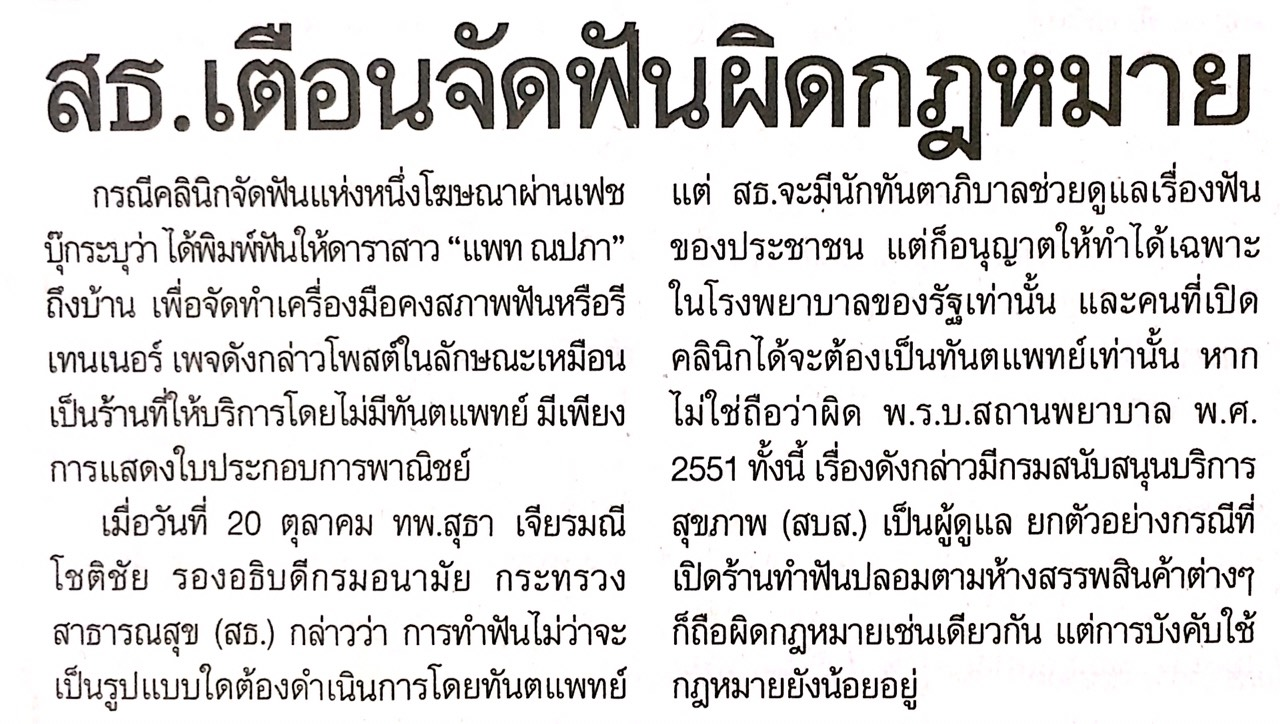 สธ.เตือนจัดฟันผิดกฎหมาย
กรณีคลินิกจัดฟันแห่งหนึ่งโฆษณาผ่านเฟช
บุ๊กระบุว่า ได้พิมพ์ฟันให้ดาราสาว “แพท ณปภา”
ถึงบ้าน เพื่อจัดทำเครื่องมือคงสภาพฟันหรือรี
เทนเนอร์ เพจดังกล่าวโพสต์ในลักษณะเหมือน
เป็นร้านที่ให้บริการโดยไม่มีทันตแพทย์ มีเพียง
การแสดงใบประกอบการพาณิชย์
เมื่อวันที่ 20 ตุลาคม ทพ.สุธา เจียรมณี
โชติชัย รองอธิบดีกรมอนามัย กระทรวง
สาธารณสุข (สธ.) กล่าวว่า การทำฟันไม่ว่าจะ
เป็นรูปแบบใดต้องดำเนินการโดยทันตแพทย์
แต่ สธ.จะมีนักทันตาภิบาลช่วยดูแลเรื่องฟัน
ของประชาชน แต่ก็อนุญาตให้ทำได้เฉพาะ
ในโรงพยาบาลของรัฐเท่านั้น และคนที่เปิด
คลินิกได้จะต้องเป็นทันตแพทย์เท่านั้น หาก
ไม่ใช่ถือว่าผิด พ.ร.บ.สถานพยาบาล พ.ศ.
2551 ทั้งนี้ เรื่องดังกล่าวมีกรมสนับสนุนบริการ
สุขภาพ (สบส.) เป็นผู้ดูแล ยกตัวอย่างกรณีที่
เปิดร้านทำฟันปลอมตามห้างสรรพสินค้าต่างๆ
ก็ถือผิดกฎหมายเช่นเดียวกัน แต่การบังคับใช้
กฎหมายยังน้อยอยู่